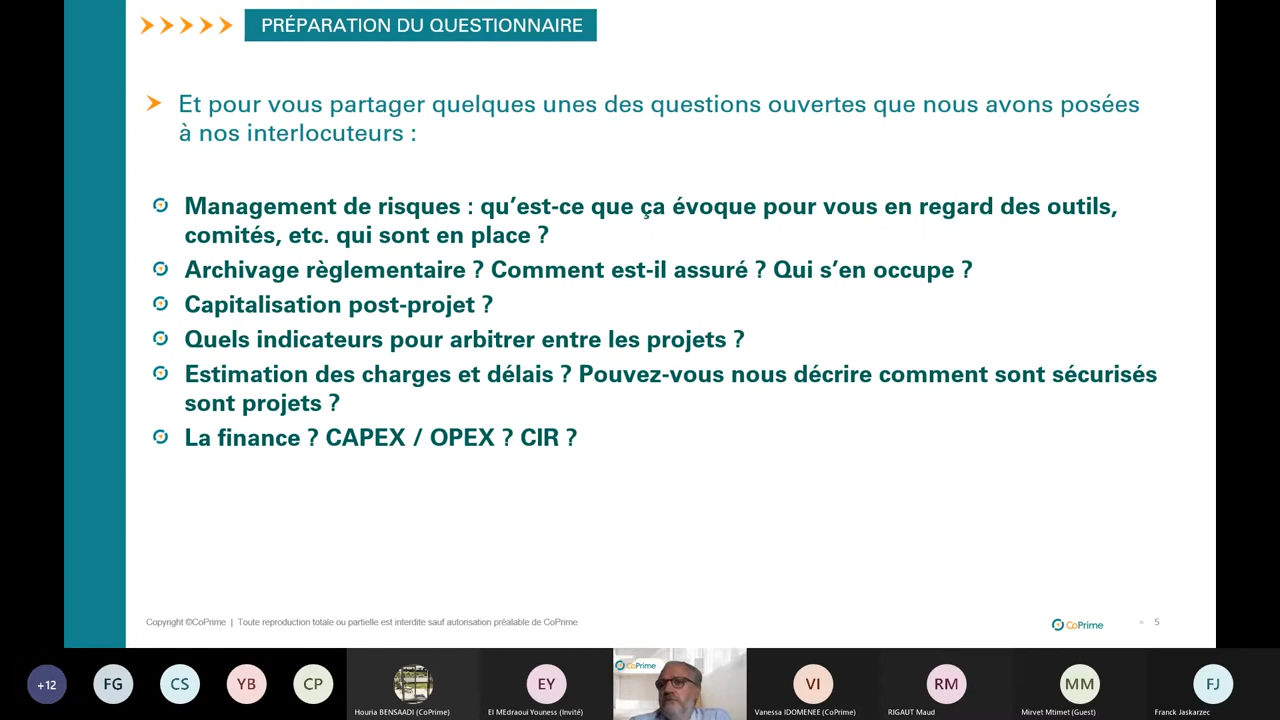 PRÉPARATION DU QUESTIONNAIRE
Et pour vous partager quelques unes des questions ouvertes que nous avons posées
à nos interlocuteurs :
Management de risques : qu’est-ce que ça évoque pour vous en regard des outils,
comités, etc. qui sont en place ?
Archivage règlementaire ? Comment est-il assuré ? Qui s’en occupe ?
Capitalisation post-projet ?
Quels indicateurs pour arbitrer entre les projets ?
Estimation des charges et délais ? Pouvez-vous nous décrire comment sont sécurisés
sont projets ?
La finance ? CAPEX / OPEX ? CIR ?
Copyright ©CoPrime | Toute reproduction totale ou partielle est interdite sauf autorisation préalable de CoPrime
CoPrime
5
+12
FG
CS
YB
CP
EY
CoPrime
VI
RM
MM
FJ
Houria BENSAADI (CoPrime)
El MEdraoui Youness (Invité)
Vanessa IDOMENEE (CoPrime)
RIGAUT Maud
Mirvet Mtimet (Guest)
Franck Jaskarzec